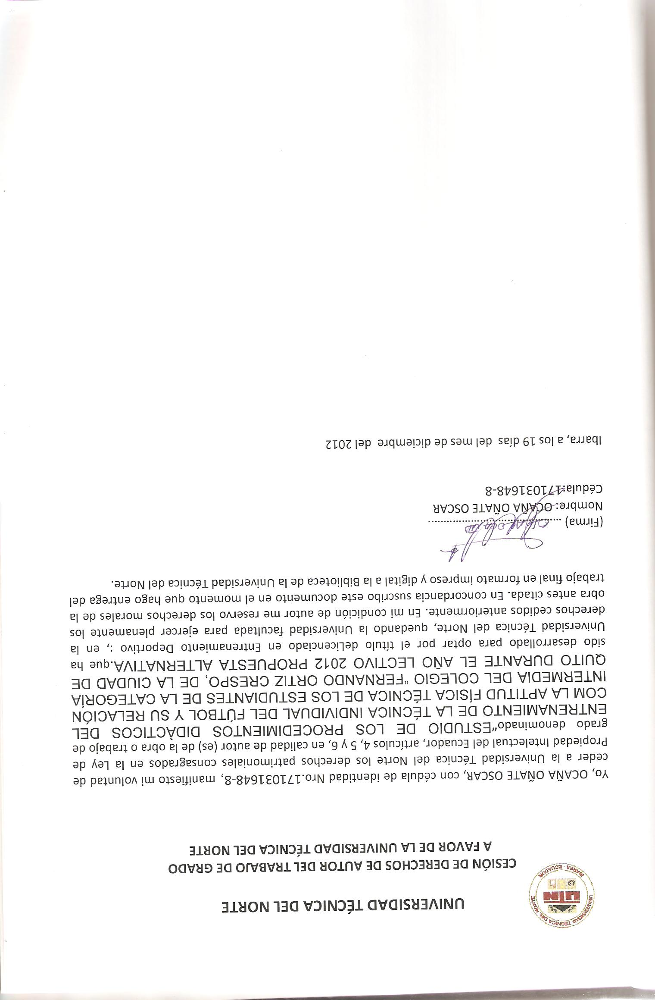 UNIVERSIDAD TÉCNICA DEL NORTE
UNIVERSIDAD TECNICA DEL NORTE
UTN
IBARRA - ECUADOR
CESIÓN DE DERECHOS DE AUTOR DEL TRABAJO DE GRADO
A FAVOR DE LA UNIVERSIDAD TÉCNICA DEL NORTE
Yo, OCAÑA OÑATE OSCAR, con cédula de identidad Nro.171031648-8, manifiesto mi voluntad de
ceder a la Universidad Técnica del Norte los derechos patrimoniales consagrados en la Ley de
Propiedad Intelectual del Ecuador, artículos 4, 5 y 6, en calidad de autor (es) de la obra o trabajo de
grado denominado“ESTUDIO DE LOS PROCEDIMIENTOS DIDÀCTICOS DEL
ENTRENAMIENTO DE LA TÉCNICA INDIVIDUAL DEL FÚTBOL Y SU RELACIÓN
COM LA APTITUD FÍSICA TÉCNICA DE LOS ESTUDIANTES DE LA CATEGORÍA
INTERMEDIA DEL COLEGIO “FERNANDO ORTIZ CRESPO, DE LA CIUDAD DE
QUITO DURANTE EL AÑO LECTIVO 2012 PROPUESTA ALTERNATIVA.que ha
sido desarrollado para optar por el título deLicenciado en Entrenamiento Deportivo :, en la
Universidad Técnica del Norte, quedando la Universidad facultada para ejercer plenamente los
derechos cedidos anteriormente. En mi condición de autor me reservo los derechos morales de la
obra antes citada. En concordancia suscribo este documento en el momento que hago entrega del
trabajo final en formato impreso y digital a la Biblioteca de la Universidad Técnica del Norte.
(Firma) ............................................
Nombre: OCAÑA OÑATE OSCAR
Cédula:171031648-8
Ibarra, a los 19 días del mes de diciembre del 2012